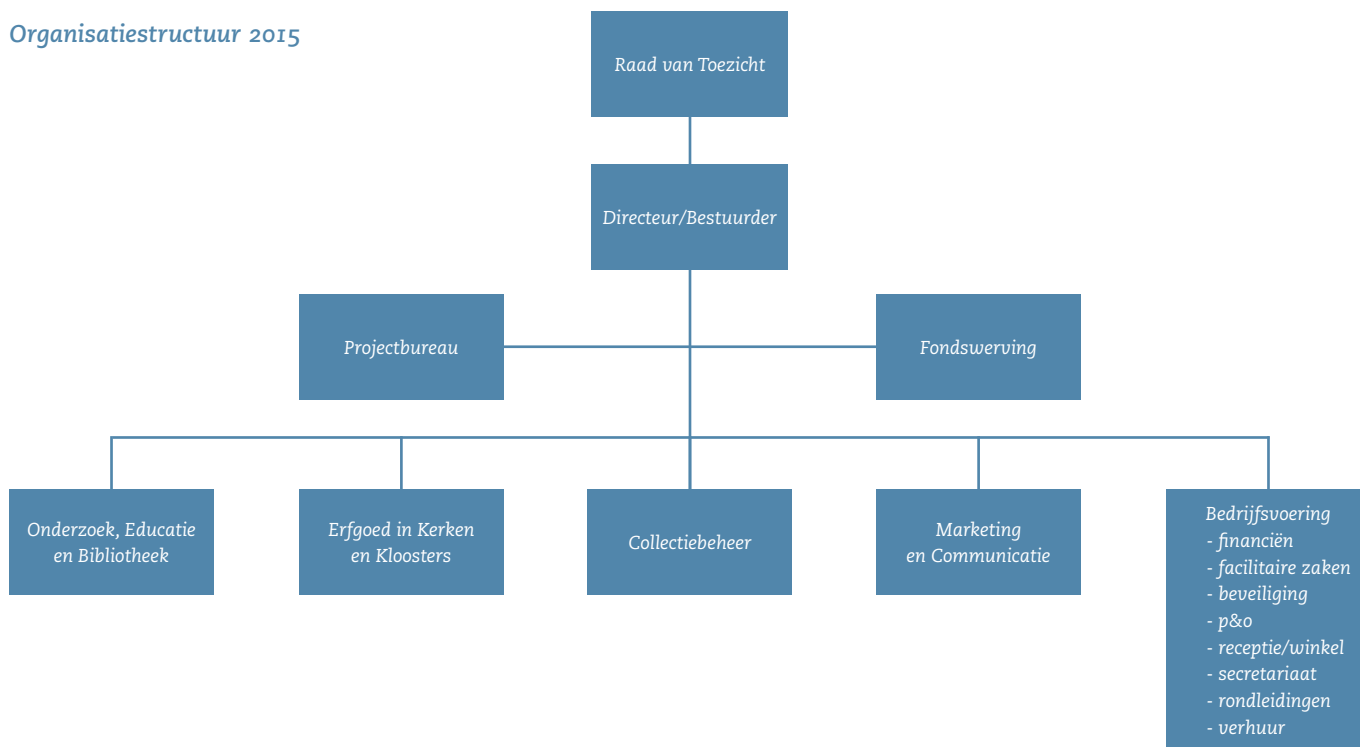 Organisatiestructuur 2015
Raad van Toezicht
Directeur/Bestuurder
Projectbureau
Fondswerving
Onderzoek, Educatie
en Bibliotheek
Erfgoed in Kerken
en Kloosters
Collectiebeheer
Marketing
en Communicatie
Bedrijfsvoering
- financiën
- facilitaire zaken
- beveiliging
- p&o
- receptie/winkel
- secretariaat
- rondleidingen
- verhuur